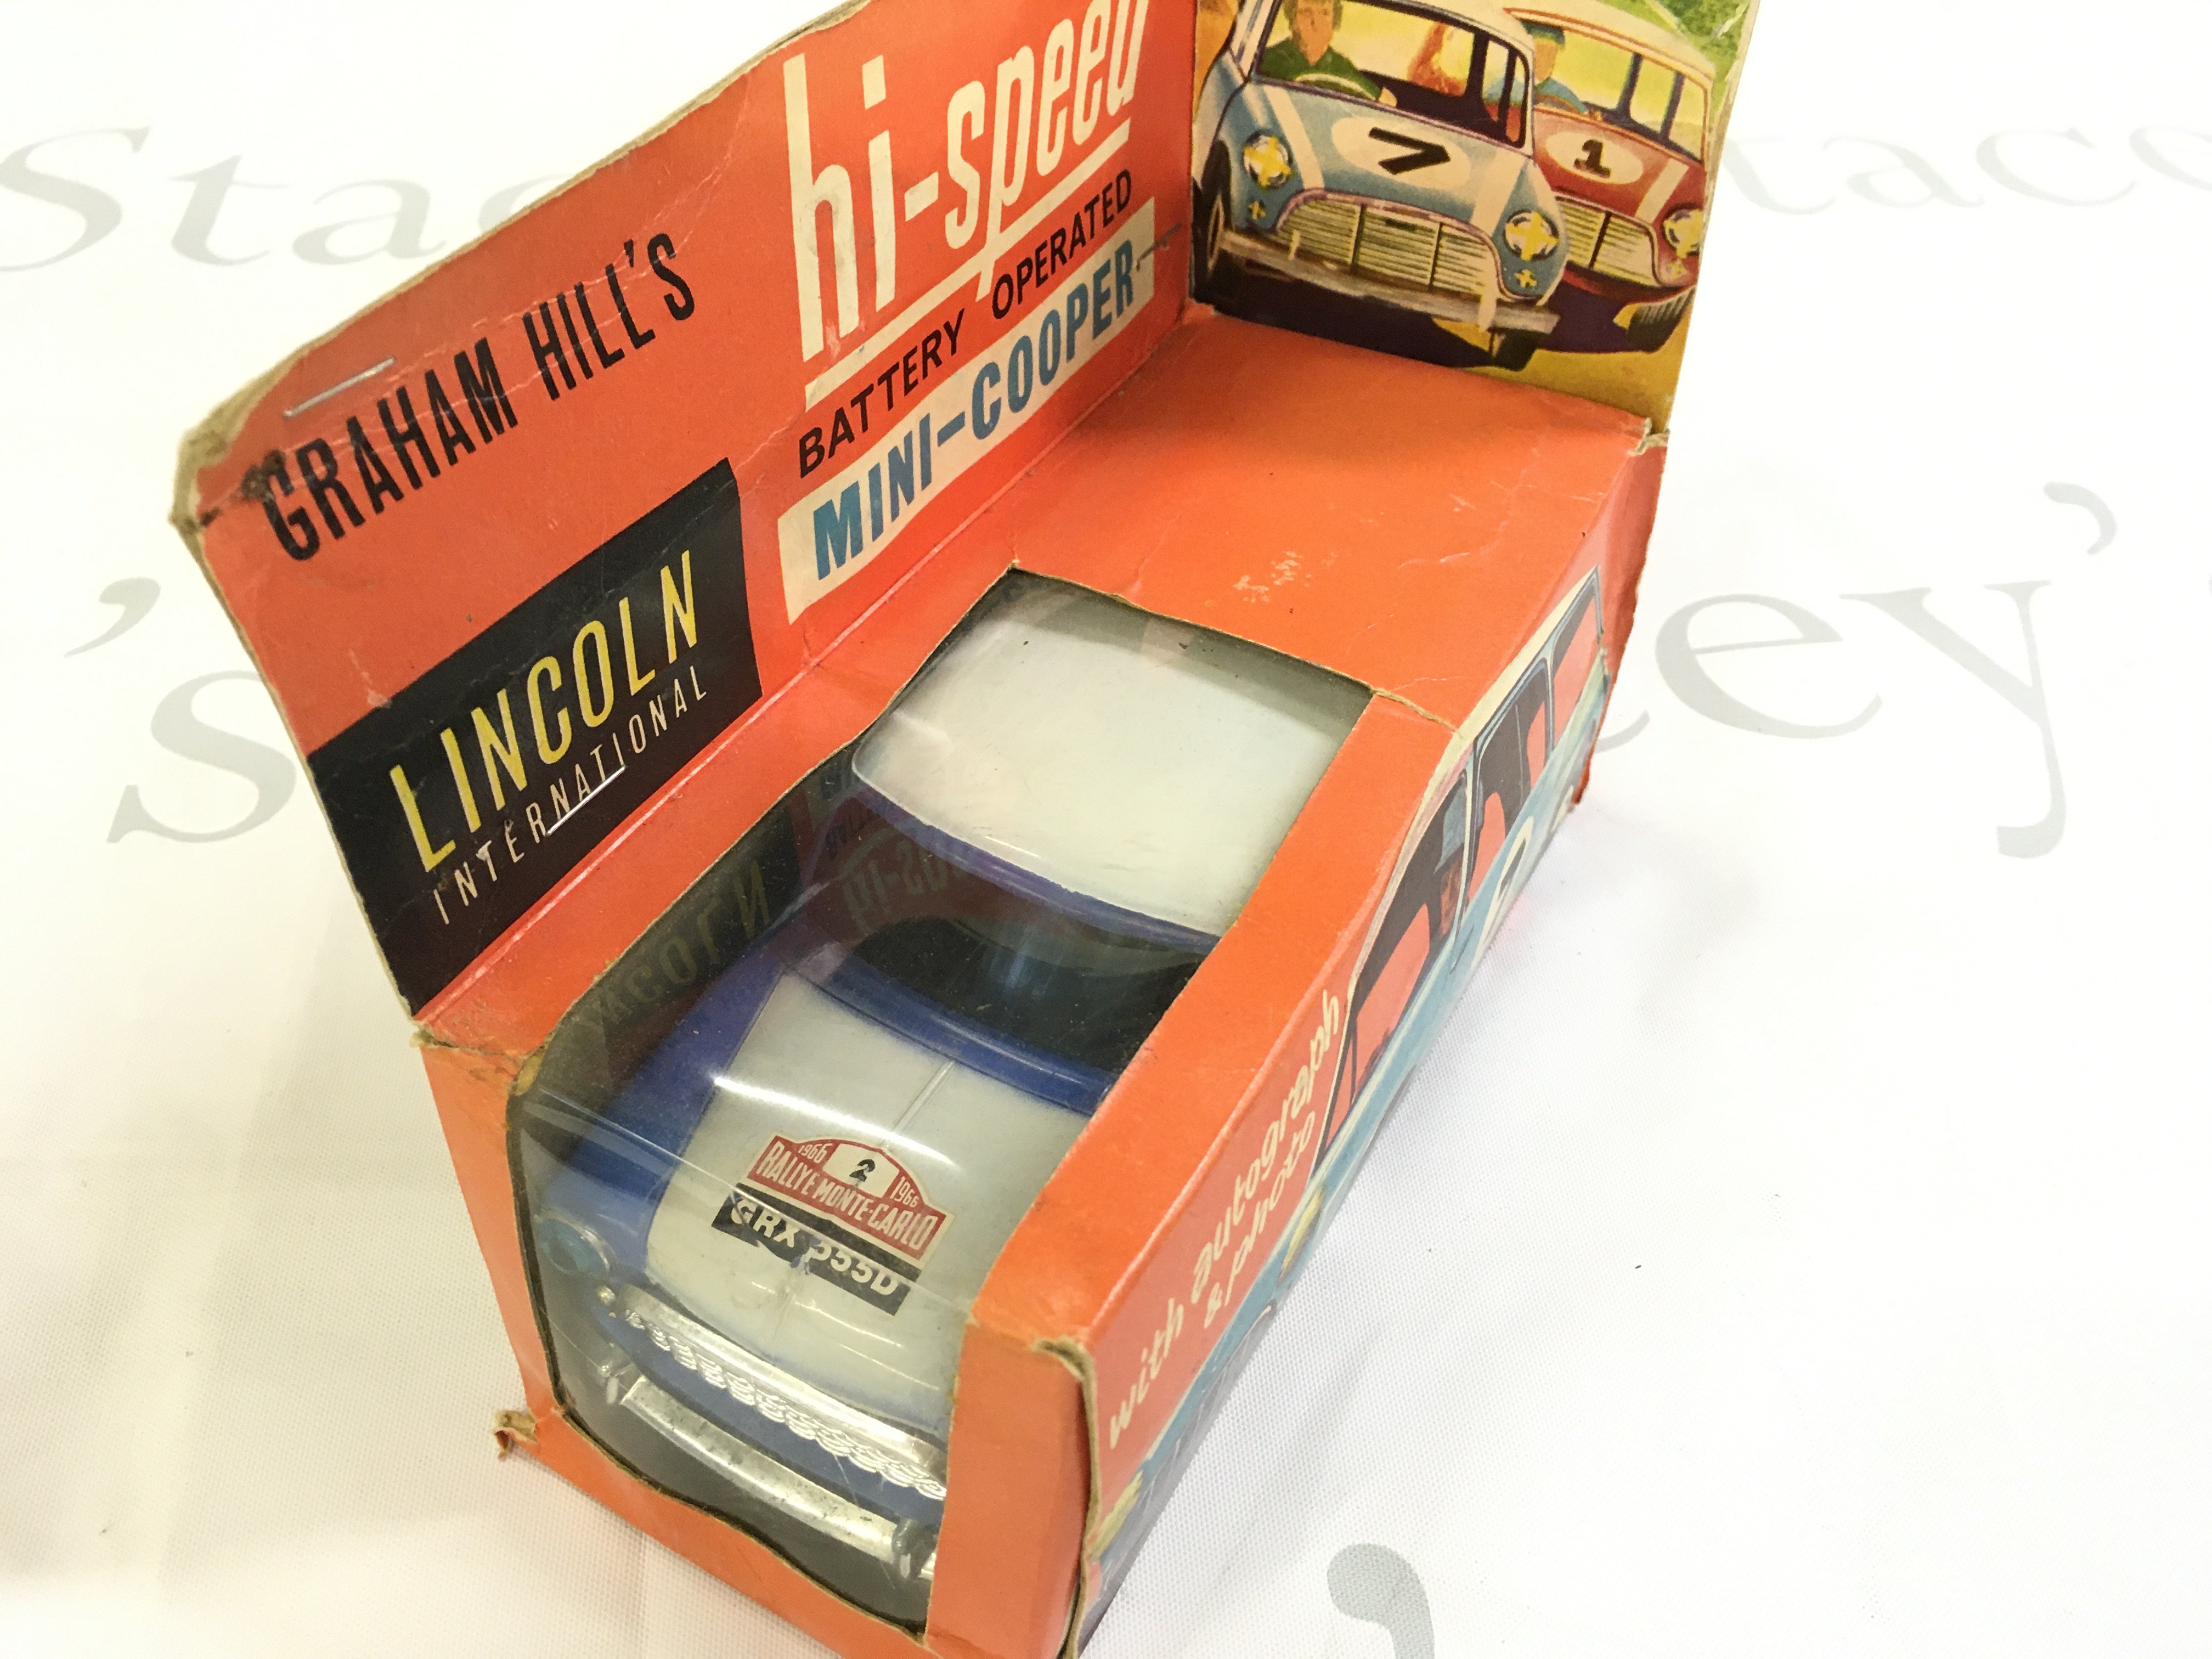 GRAHAM HILL'S
hi-speed
BATTERY OPERATED
MINI-COOPER
LINCOLN
INTERNATIONAL
7
1
1966
2
1966
RALLYE MONTE-CARLO
GRX 555D
with autograph
& photo
7